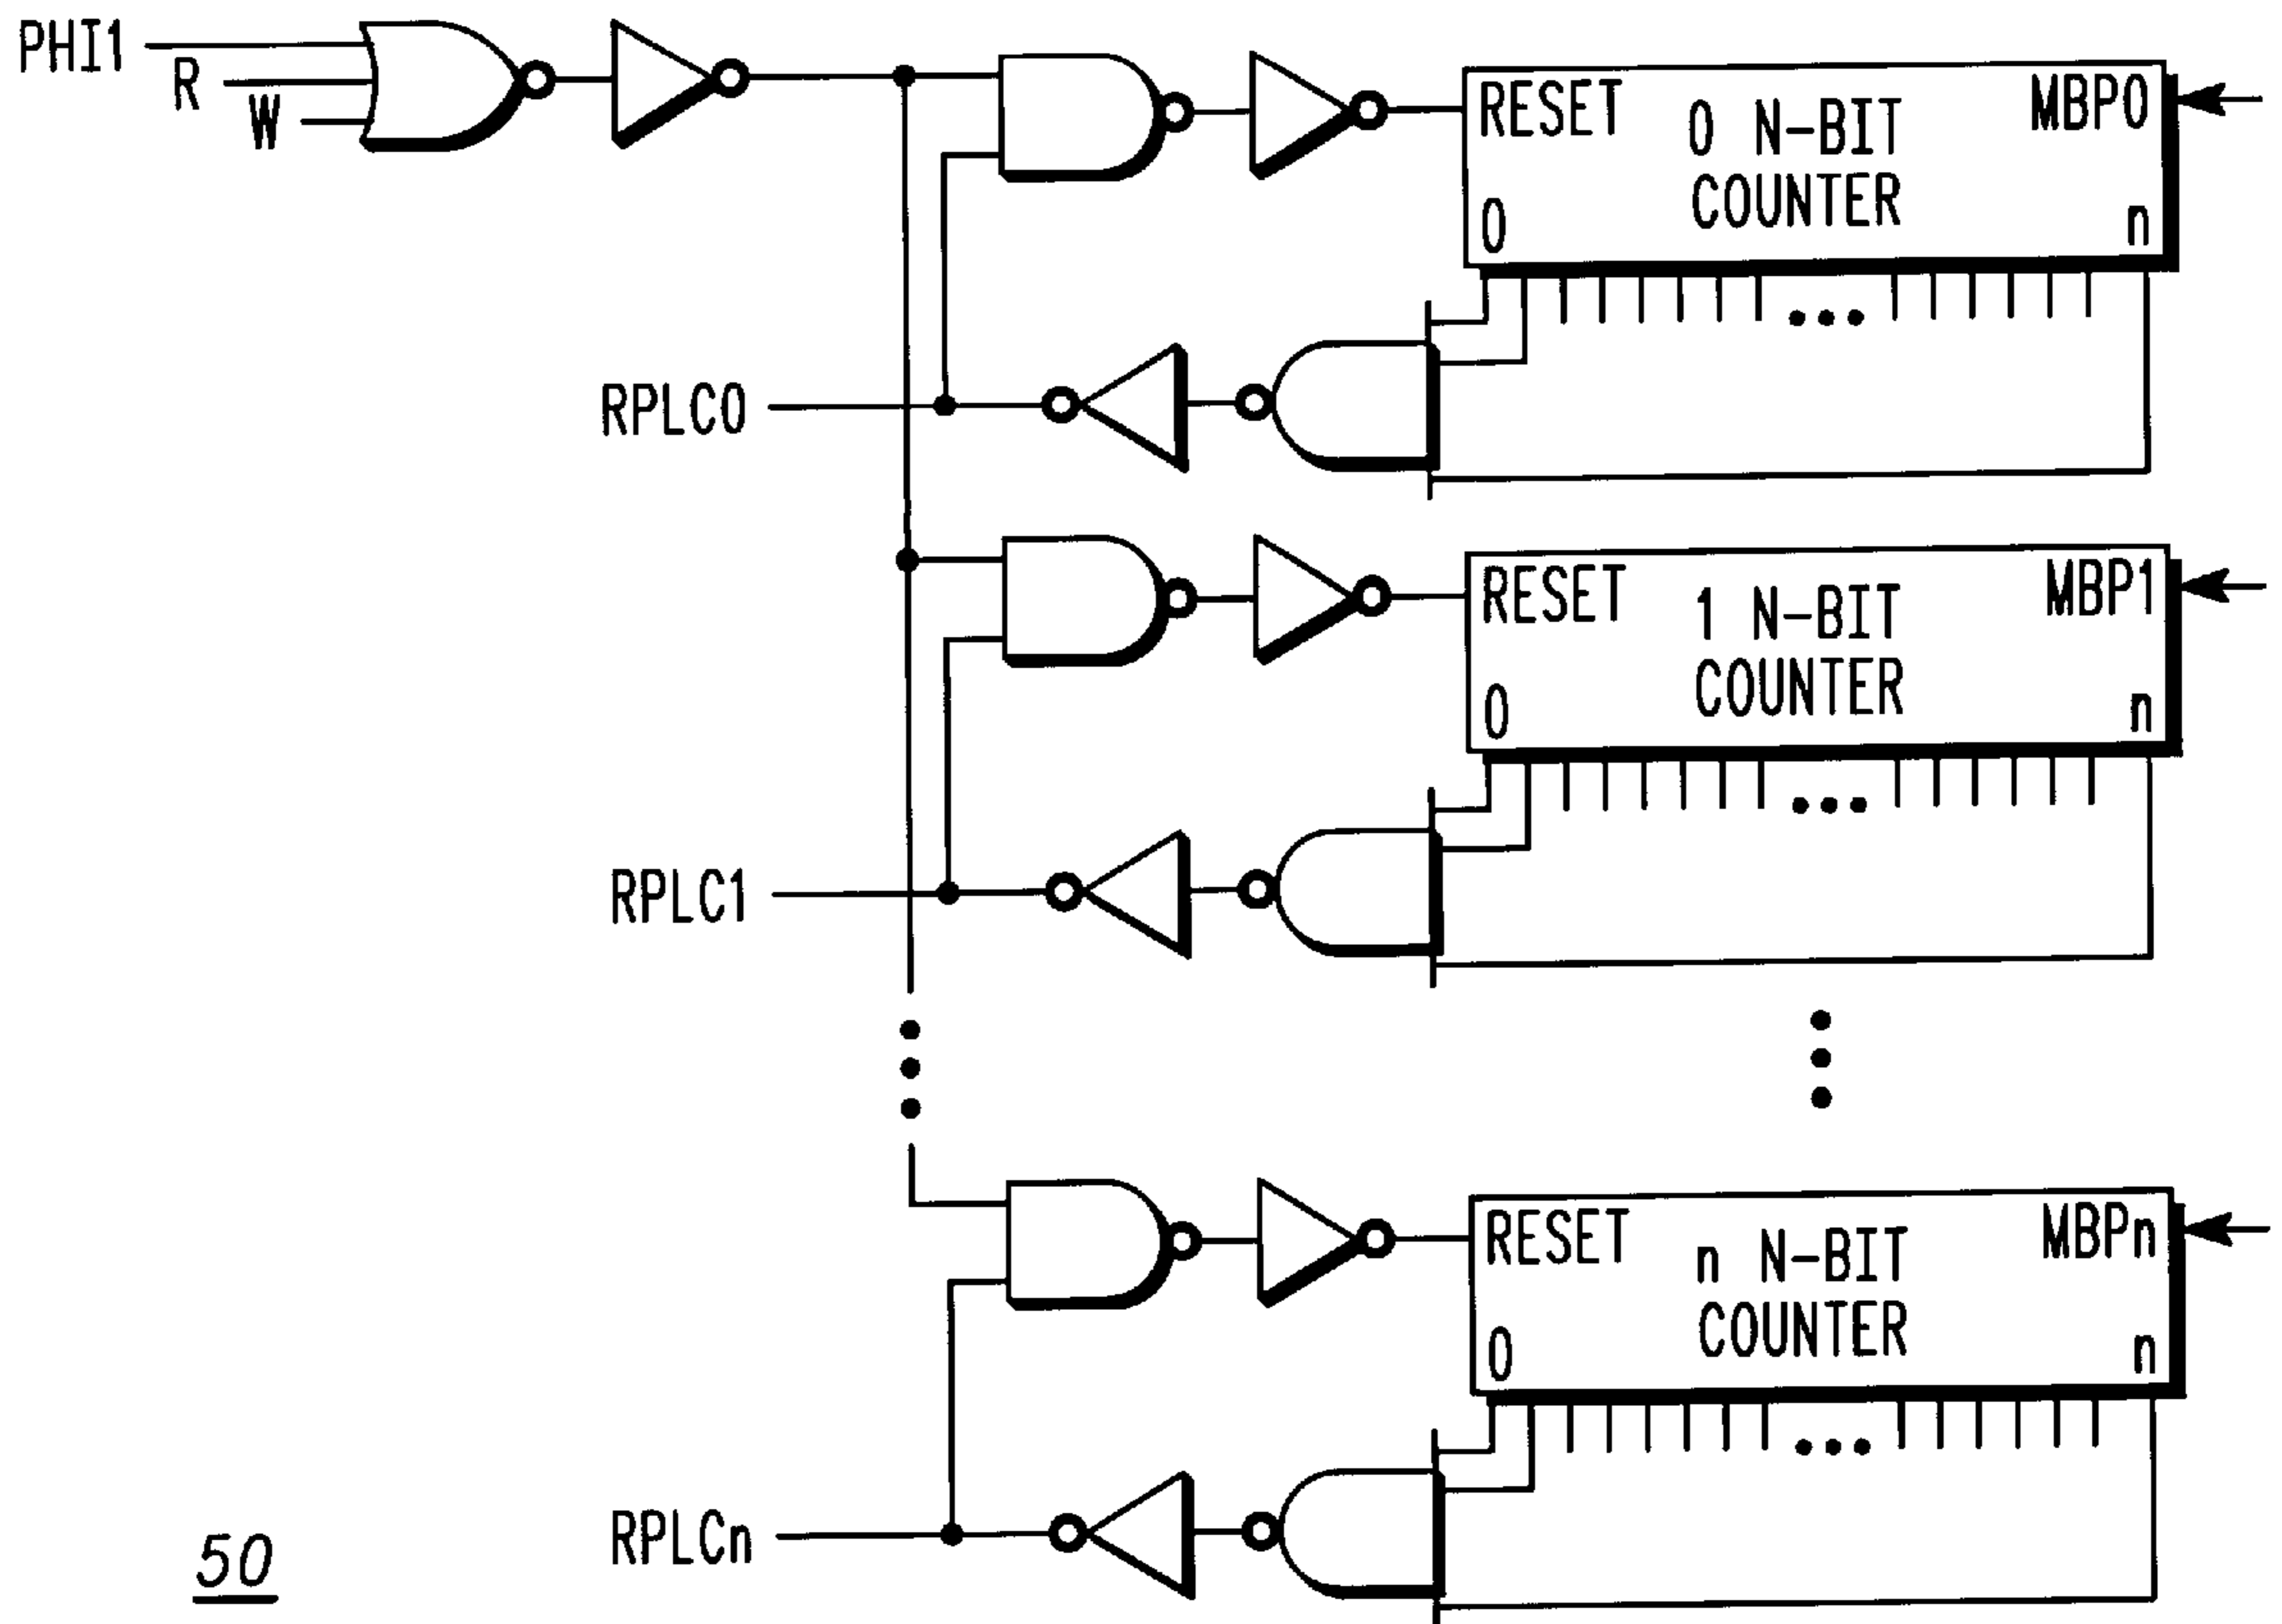 PHI1
R
W
RESET
0 N-BIT
COUNTER
MBP0
0
n
RPLC0
RESET
1 N-BIT
COUNTER
MBP1
0
n
RPLC1
RESET
n N-BIT
COUNTER
MBPn
0
n
RPLCn
50